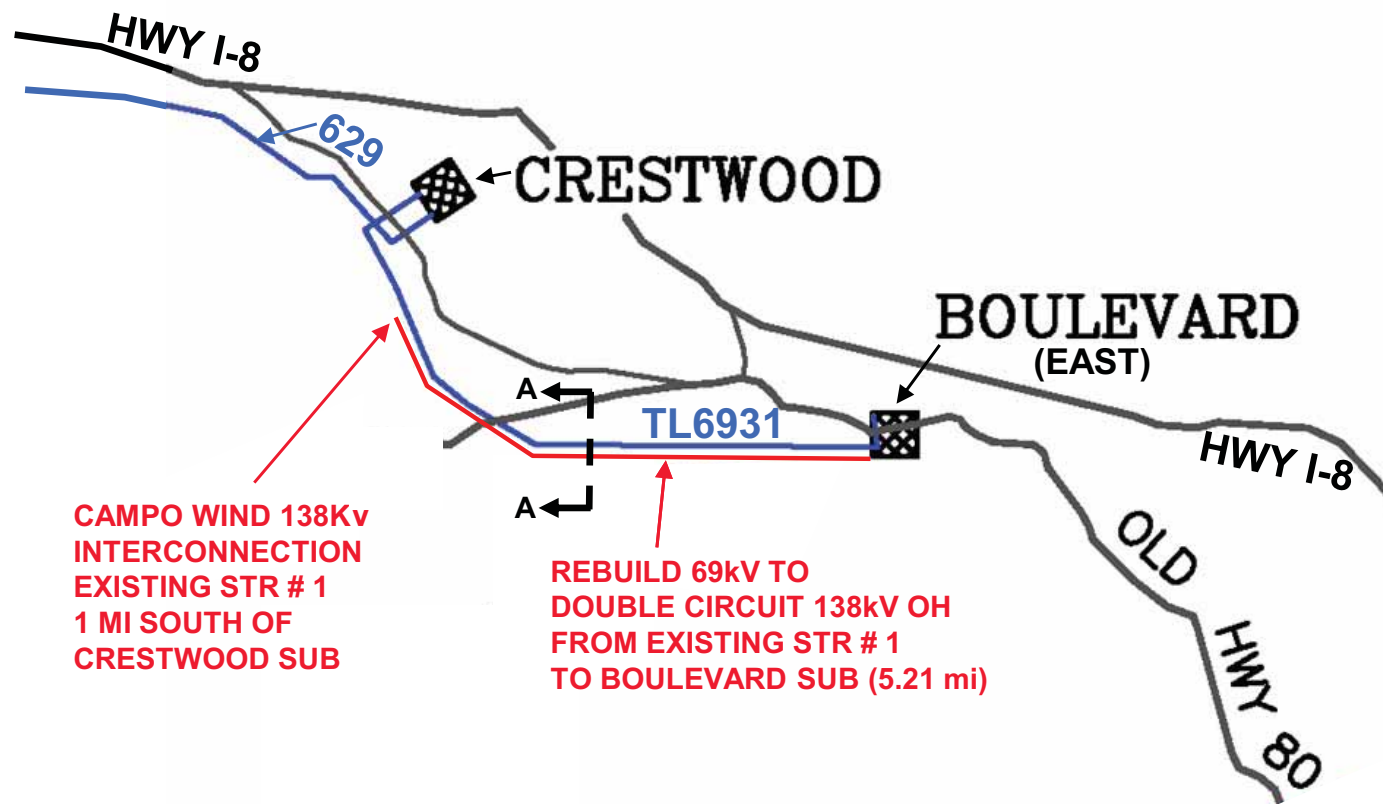 HWY I-8
629
CRESTWOOD
BOULEVARD
(EAST)
A
TL6931
HWY I-8
A
CAMPO WIND 138Kv
INTERCONNECTION
EXISTING STR # 1
1 MI SOUTH OF
CRESTWOOD SUB
REBUILD 69kV TO
DOUBLE CIRCUIT 138kV OH
FROM EXISTING STR # 1
TO BOULEVARD SUB (5.21 mi)
OLD HWY 80